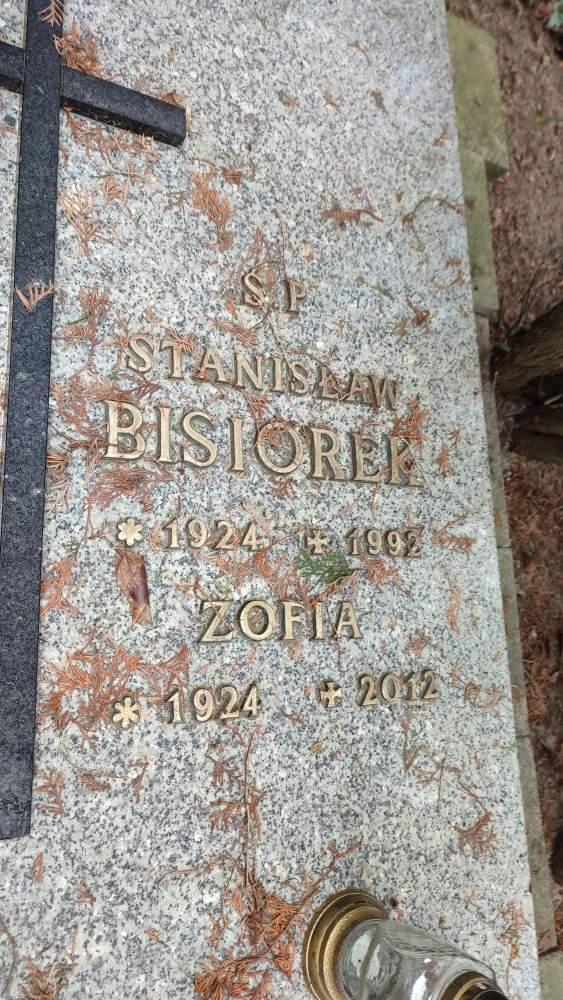 Ś.P
STANISŁAW
BISIOREK
* 1924 ✝ 1992
ZOFIA
* 1924 ✝ 2012